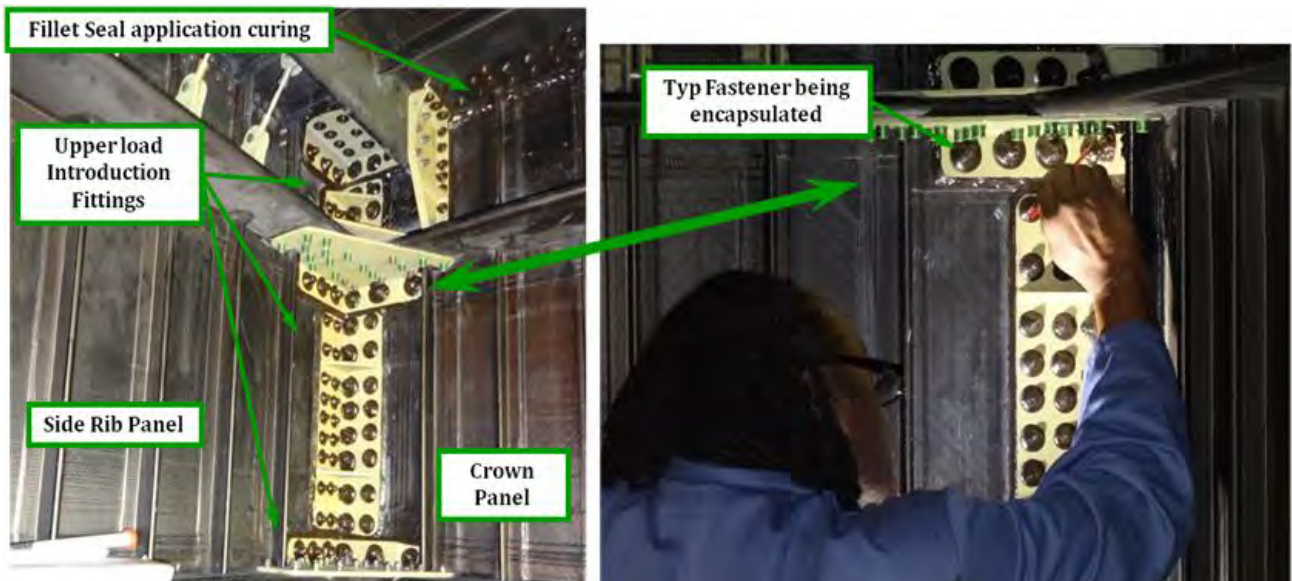 Fillet Seal application curing
Upper load
Introduction
Fittings
Side Rib Panel
Crown
Panel
Typ Fastener being
encapsulated